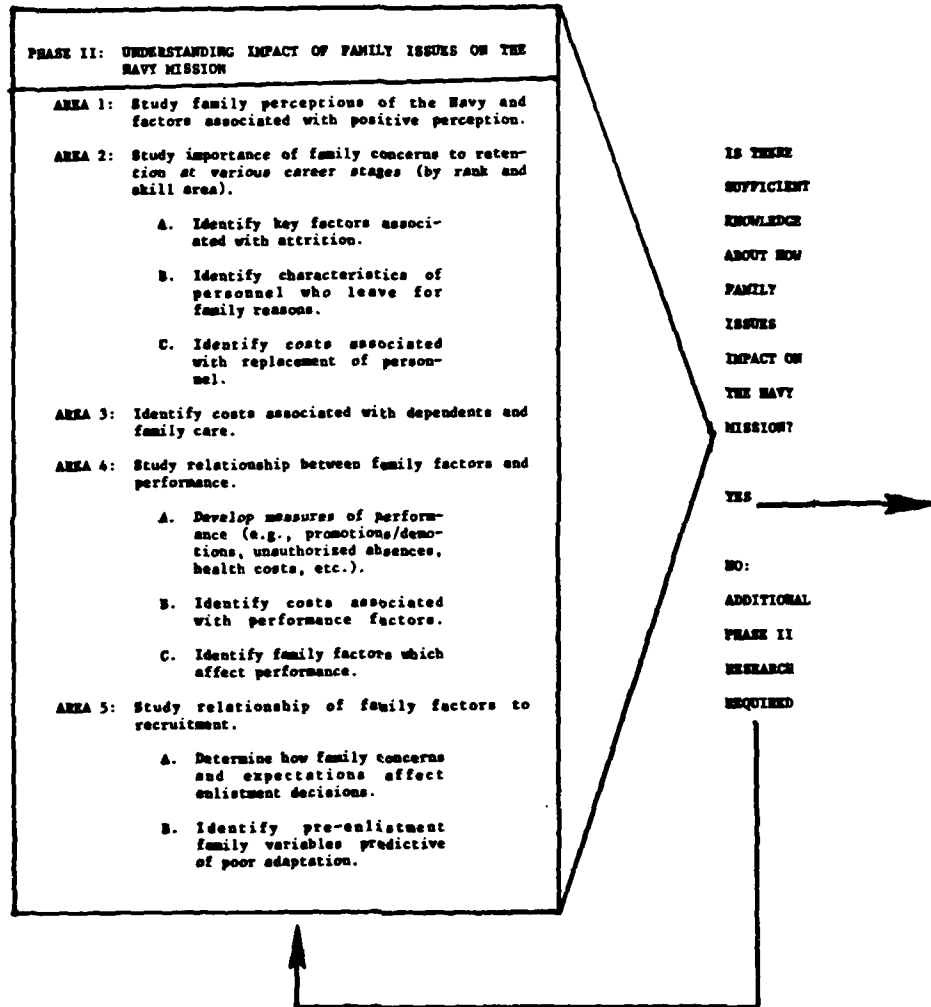 PHASE II: UNDERSTANDING IMPACT OF FAMILY ISSUES ON THE
NAVY MISSION
AREA 1: Study family perceptions of the Navy and
factors associated with positive perception.
AREA 2: Study importance of family concerns to reten-
tion at various career stages (by rank and
skill area).
A. Identify key factors associ-
ated with attrition.
B. Identify characteristics of
personnel who leave for
family reasons.
C. Identify costs associated
with replacement of person-
nel.
AREA 3: Identify costs associated with dependents and
family care.
AREA 4: Study relationship between family factors and
performance.
A. Develop measures of perform-
ance (e.g., promotions/demo-
tions, unauthorized absences,
health costs, etc.).
B. Identify costs associated
with performance factors.
C. Identify family factors which
affect performance.
AREA 5: Study relationship of family factors to
recruitment.
A. Determine how family concerns
and expectations affect
enlistment decisions.
B. Identify pre-enlistment
family variables predictive
of poor adaptation.
IS THERE
SUFFICIENT
KNOWLEDGE
ABOUT HOW
FAMILY
ISSUES
IMPACT ON
THE NAVY
MISSION?
YES
NO:
ADDITIONAL
PHASE II
RESEARCH
REQUIRED